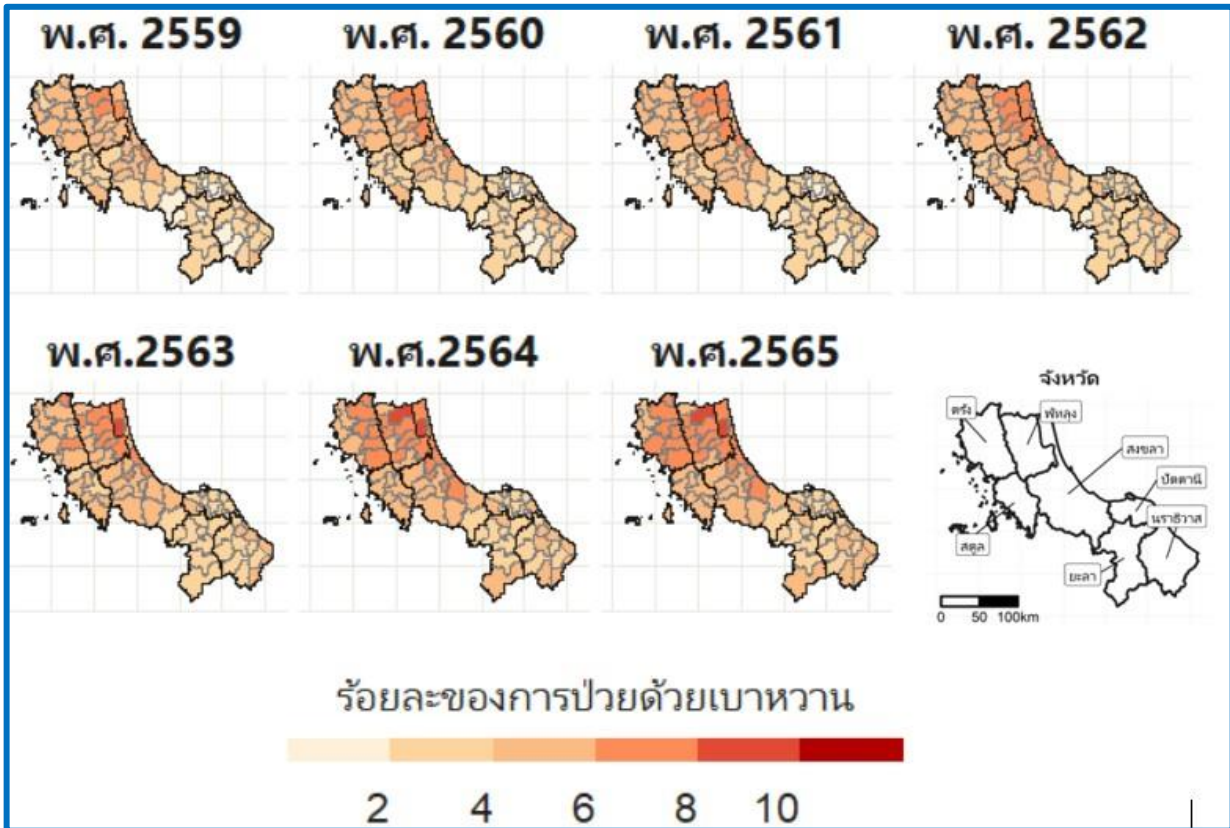 พ.ศ. 2559
พ.ศ. 2560
พ.ศ. 2561
พ.ศ. 2562
พ.ศ.2563
พ.ศ.2564
พ.ศ.2565
จังหวัด
ตรัง
พัทลุง
สงขลา
ปัตตานี
นราธิวาส
สตูล
ยะลา
0 50 100km
ร้อยละของการป่วยด้วยเบาหวาน
2 4 6 8 10